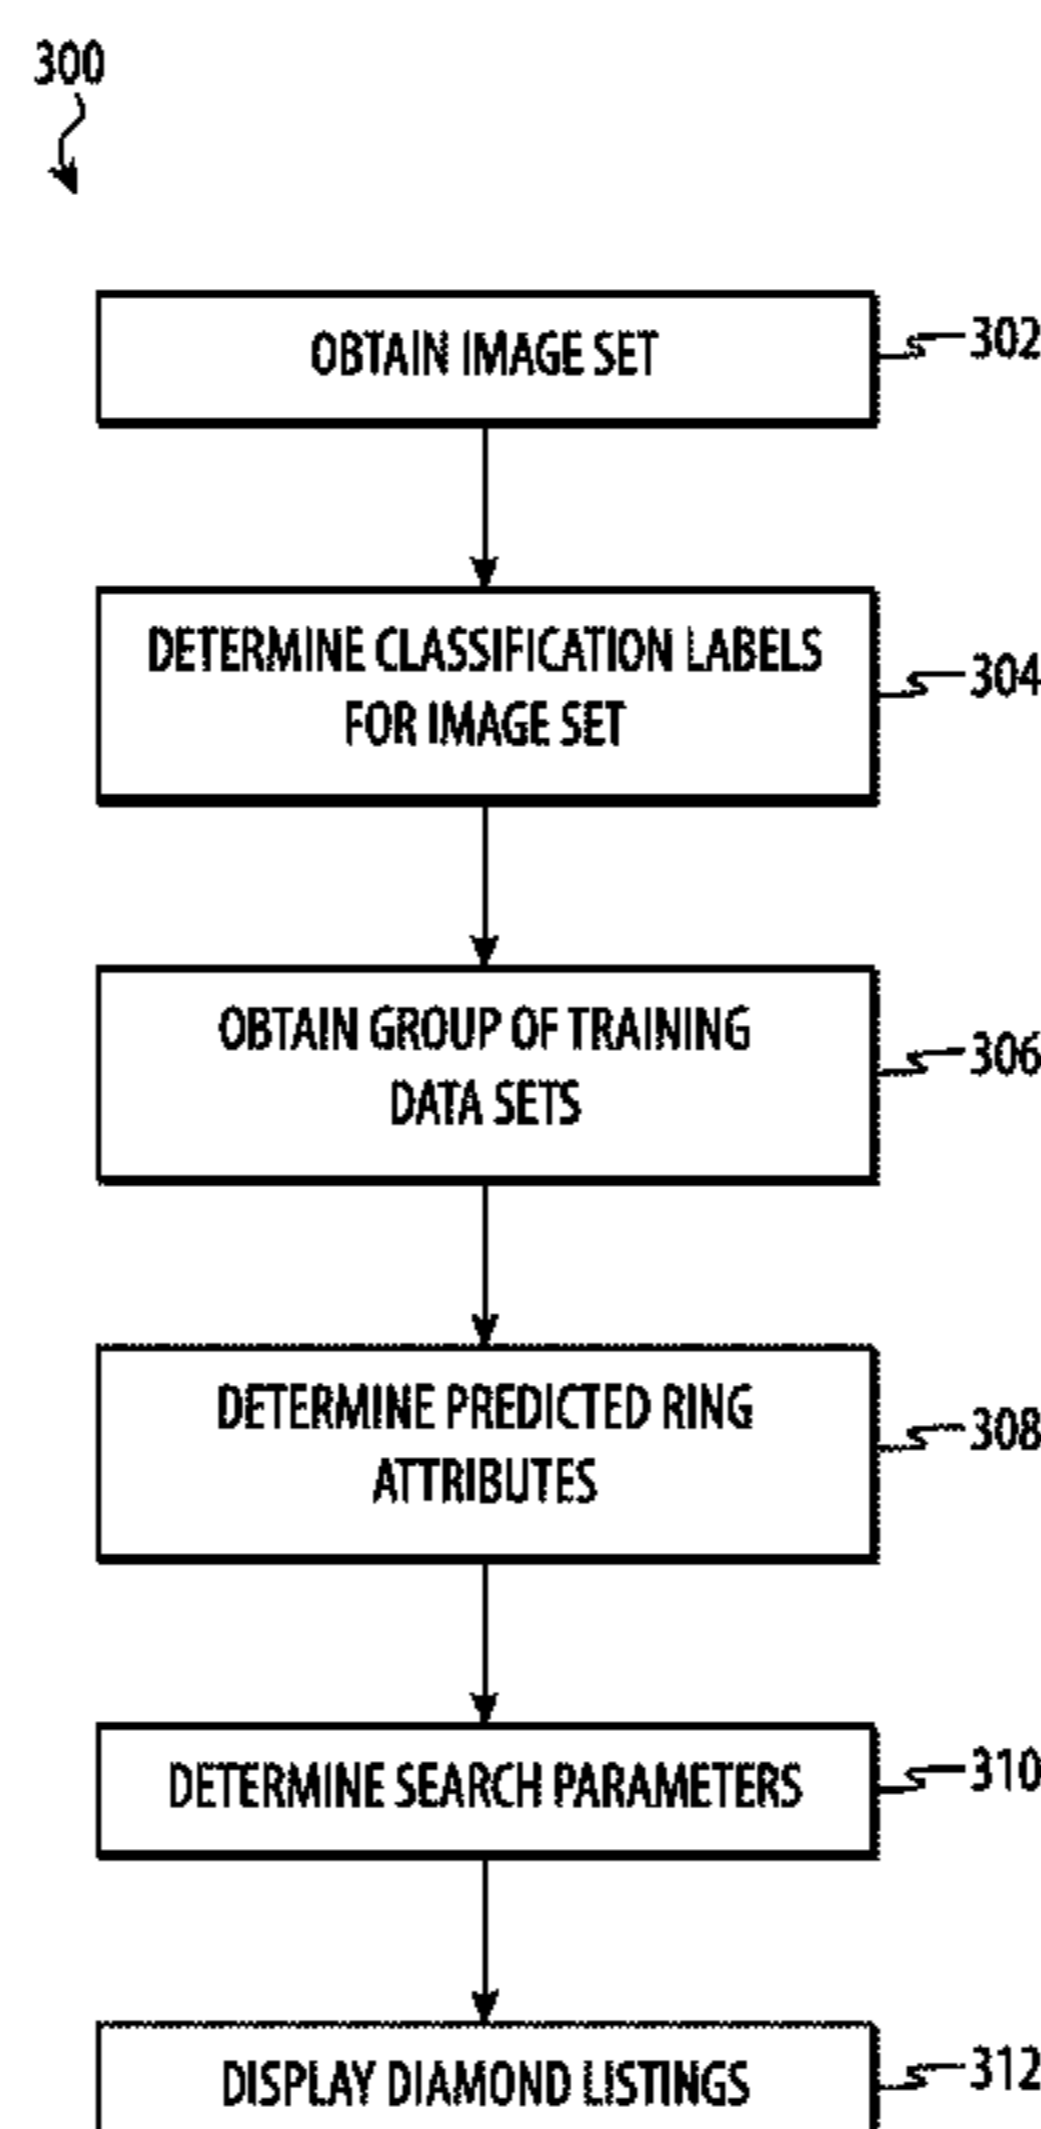 300
OBTAIN IMAGE SET
302
DETERMINE CLASSIFICATION LABELS
FOR IMAGE SET
304
OBTAIN GROUP OF TRAINING
DATA SETS
306
DETERMINE PREDICTED RING
ATTRIBUTES
308
DETERMINE SEARCH PARAMETERS
310
DISPLAY DIAMOND LISTINGS
312